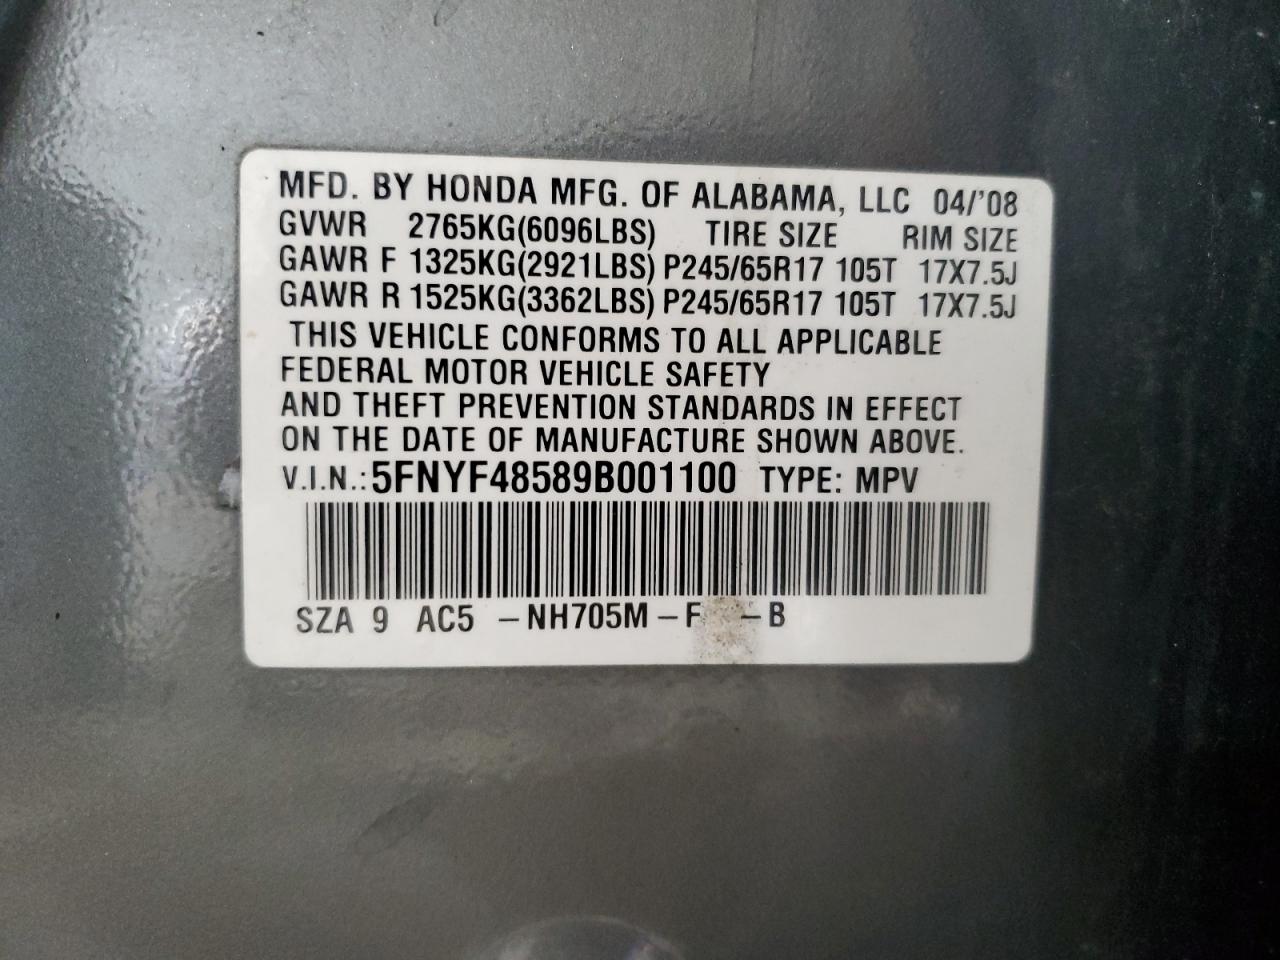 MFD. BY HONDA MFG. OF ALABAMA, LLC 04/'08
GVWR 2765KG(6096LBS) TIRE SIZE RIM SIZE
GAWR F 1325KG(2921LBS) P245/65R17 105T 17X7.5J
GAWR R 1525KG(3362LBS) P245/65R17 105T 17X7.5J
THIS VEHICLE CONFORMS TO ALL APPLICABLE
FEDERAL MOTOR VEHICLE SAFETY
AND THEFT PREVENTION STANDARDS IN EFFECT
ON THE DATE OF MANUFACTURE SHOWN ABOVE.
V.I.N.: 5FNYF48589B001100 TYPE: MPV
SZA 9 AC5 -NH705M-F -B